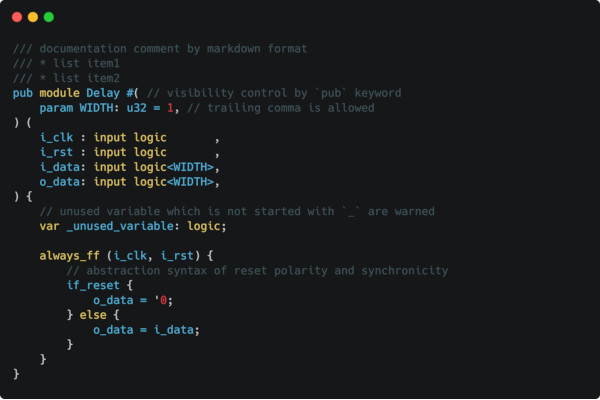 /// documentation comment by markdown format
/// * list item1
/// * list item2
pub module Delay #( // visibility control by `pub` keyword
    param WIDTH: u32 = 1, // trailing comma is allowed
) (
    i_clk : input logic       ,
    i_rst : input logic       ,
    i_data: input logic<WIDTH>,
    o_data: input logic<WIDTH>,
) {
    // unused variable which is not started with `_` are warned
    var _unused_variable: logic;

    always_ff (i_clk, i_rst) {
        // abstraction syntax of reset polarity and synchronicity
        if_reset {
            o_data = '0;
        } else {
            o_data = i_data;
        }
    }
}